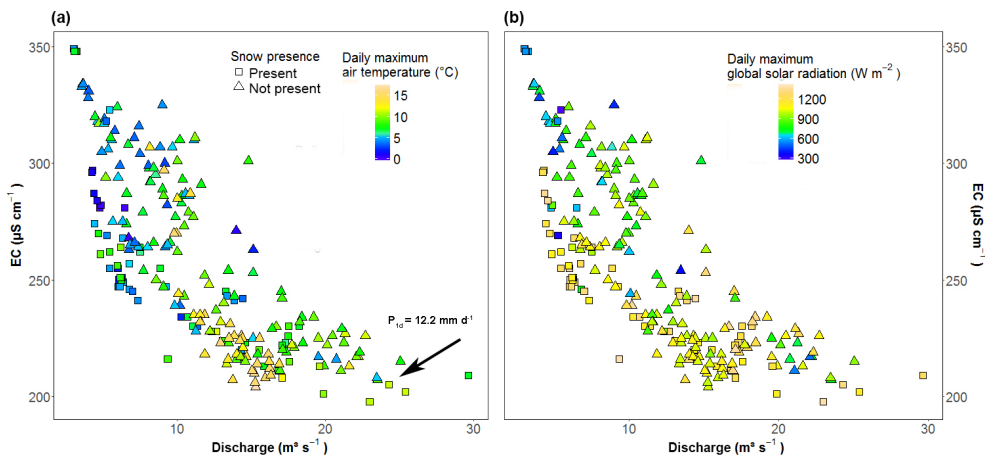 (a)
(b)
350
300
250
200
EC (µS cm⁻¹)
10
20
30
Discharge (m³ s⁻¹ )
Snow presence
Present
Not present
Daily maximum
air temperature (°C)
15
10
5
0
P1d = 12.2 mm d⁻¹
Daily maximum
global solar radiation (W m⁻² )
1200
900
600
300
10
20
30
Discharge (m³ s⁻¹ )
350
300
250
200
EC (µS cm⁻¹)